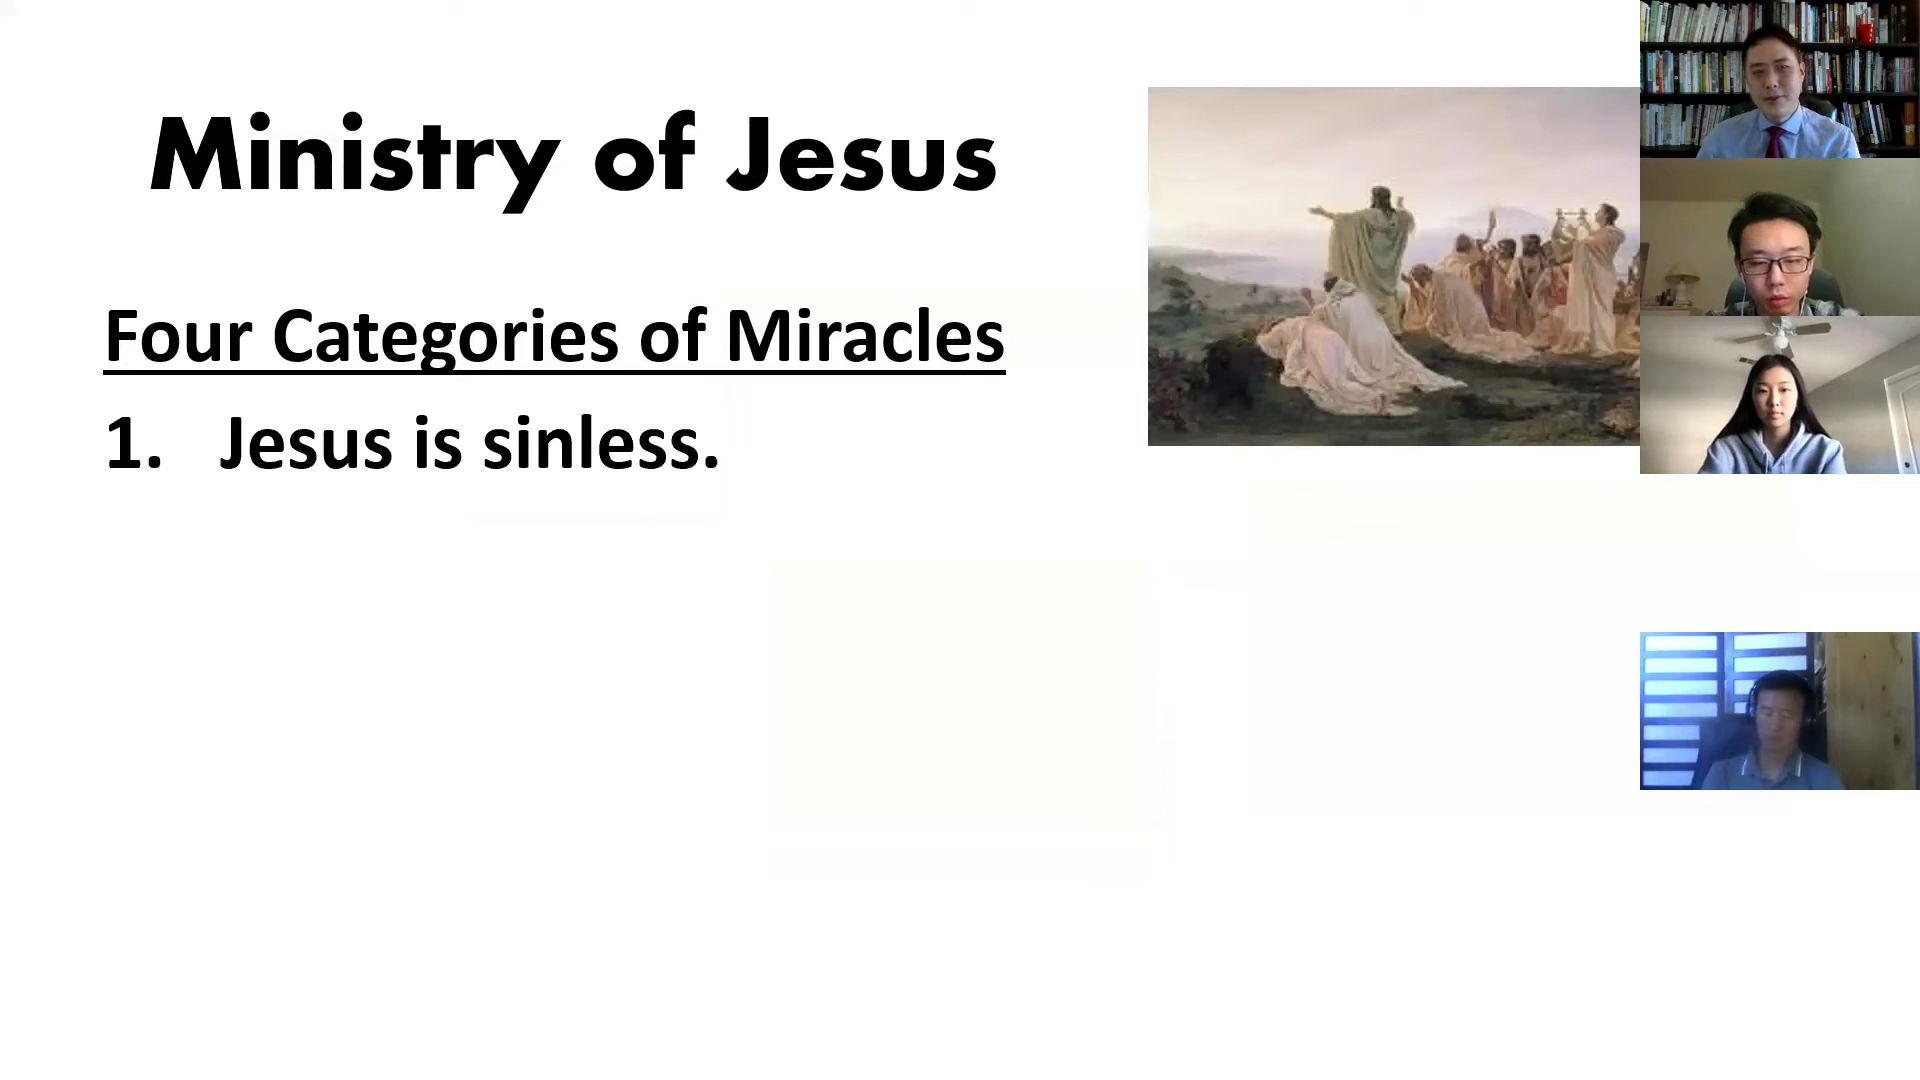 Ministry of Jesus
Four Categories of Miracles
1. Jesus is sinless.